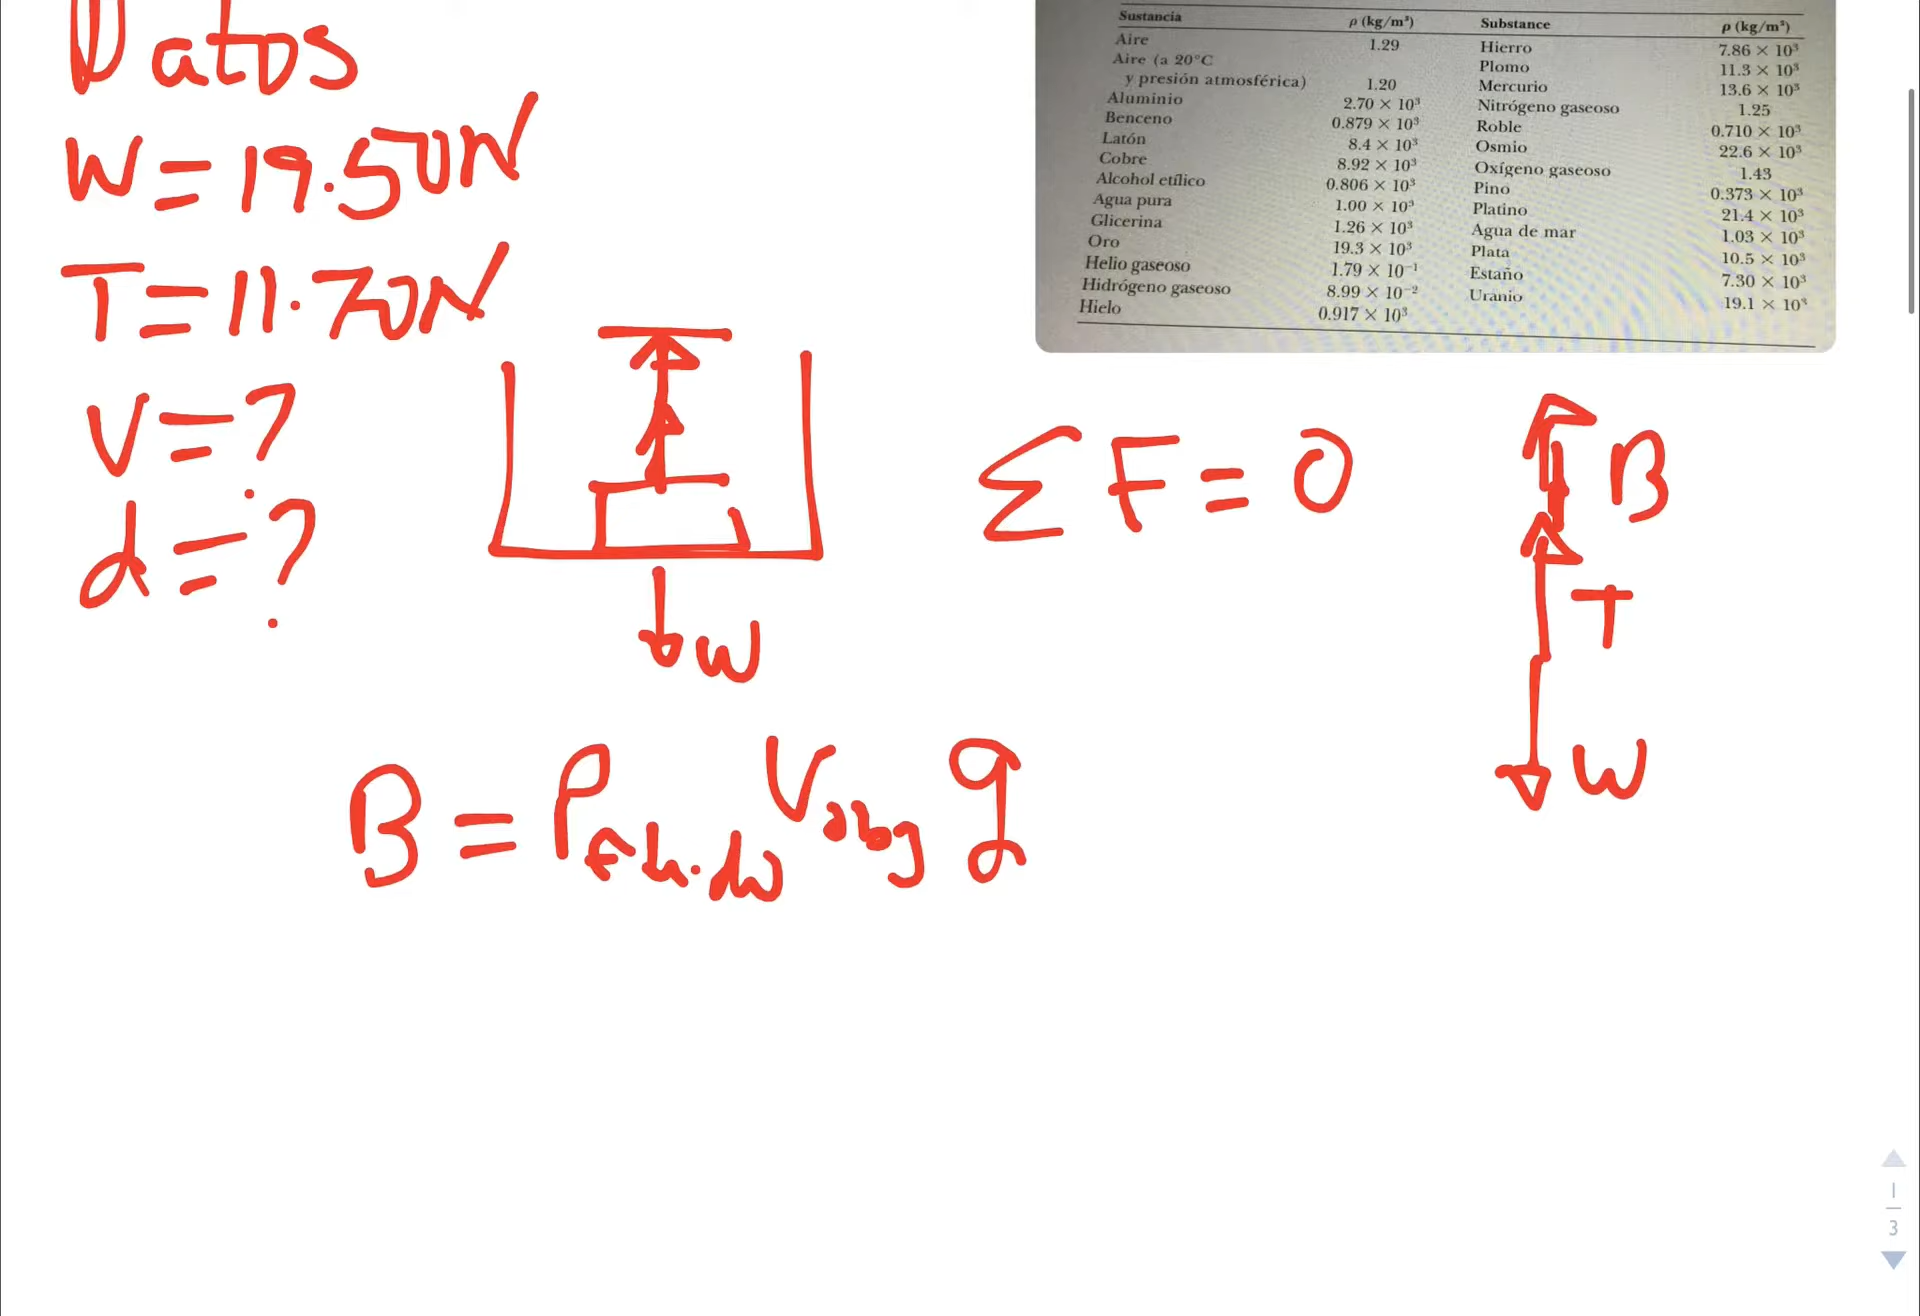 Datos
W=19.50N
T=11.70N
V=?
d=?
Sustancia ρ (kg/m³) Substance ρ (kg/m³)
Aire 1.29 Hierro 7.86 × 10³
Aire (a 20°C Plomo 11.3 × 10³
y presión atmosférica) 1.20 Mercurio 13.6 × 10³
Aluminio 2.70 × 10³ Nitrógeno gaseoso 1.25
Benceno 0.879 × 10³ Roble 0.710 × 10³
Latón 8.4 × 10³ Osmio 22.6 × 10³
Cobre 8.92 × 10³ Oxígeno gaseoso 1.43
Alcohol etílico 0.806 × 10³ Pino 0.373 × 10³
Agua pura 1.00 × 10³ Platino 21.4 × 10³
Glicerina 1.26 × 10³ Agua de mar 1.03 × 10³
Oro 19.3 × 10³ Plata 10.5 × 10³
Helio gaseoso 1.79 × 10⁻¹ Estaño 7.30 × 10³
Hidrógeno gaseoso 8.99 × 10⁻² Uranio 19.1 × 10³
Hielo 0.917 × 10³
W
ΣF=0
B
T
W
B = ρfluido Vobj g
1
3